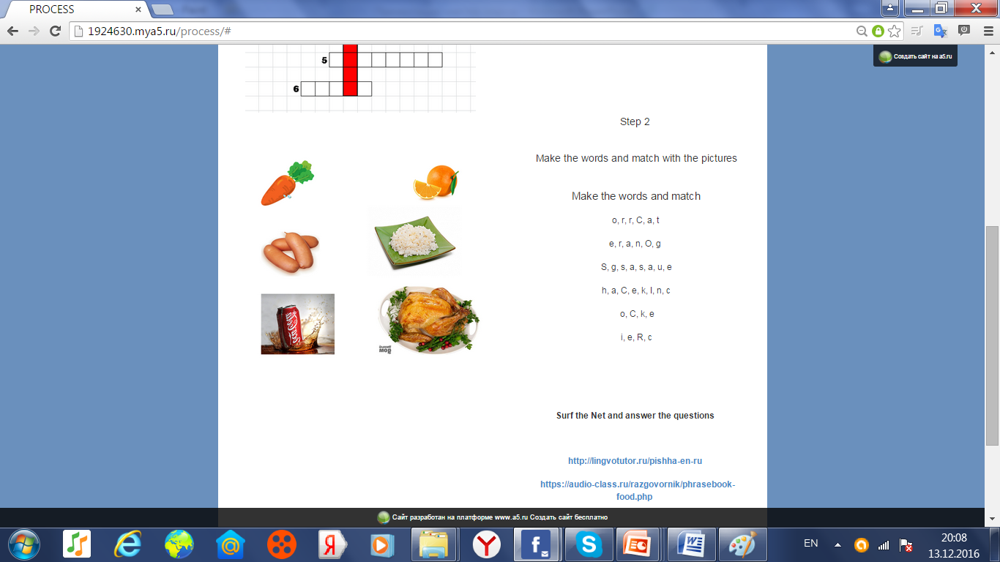 PROCESS
1924630.mya5.ru/process/#
Создать сайт на a5.ru
5
6
Step 2
Make the words and match with the pictures
Make the words and match
o, r, r, C, a, t
e, r, a, n, O, g
S, g, s, a, s, a, u, e
h, a, C, e, k, I, n, c
o, C, k, e
i, e, R, c
Surf the Net and answer the questions
http://lingvotutor.ru/pishha-en-ru
https://audio-class.ru/razgovornik/phrasebook-
food.php
Сайт разработан на платформе www.a5.ru Создать сайт бесплатно
EN
20:08
13.12.2016